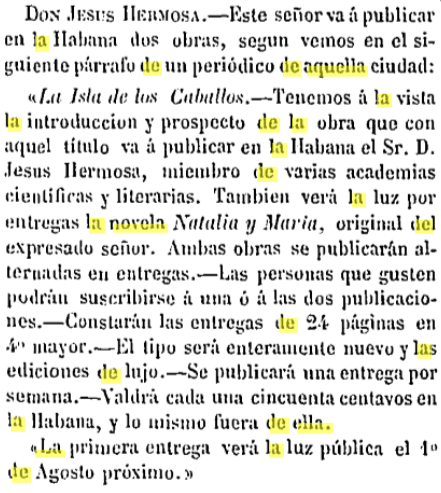 DON JESUS HERMOSA.—Este señor va á publicar
en la Habana dos obras, segun vemos en el si-
guiente párrafo de un periódico de aquella ciudad:
«La Isla de los Caballos.—Tenemos á la vista
la introduccion y prospecto de la obra que con
aquel título va á publicar en la Habana el Sr. D.
Jesus Hermosa, miembro de varias academias
científicas y literarias. Tambien verá la luz por
entregas la novela Natalia y Maria, original del
expresado señor. Ambas obras se publicarán al-
ternadas en entregas.—Las personas que gusten
podrán suscribirse á una ó á las dos publicacio-
nes.—Constarán las entregas de 24 páginas en
4º mayor.—El tipo será enteramente nuevo y las
ediciones de lujo.—Se publicará una entrega por
semana.—Valdrá cada una cincuenta centavos en
la Habana, y lo mismo fuera de ella.
«La primera entrega verá la luz pública el 1º
de Agosto próximo.»